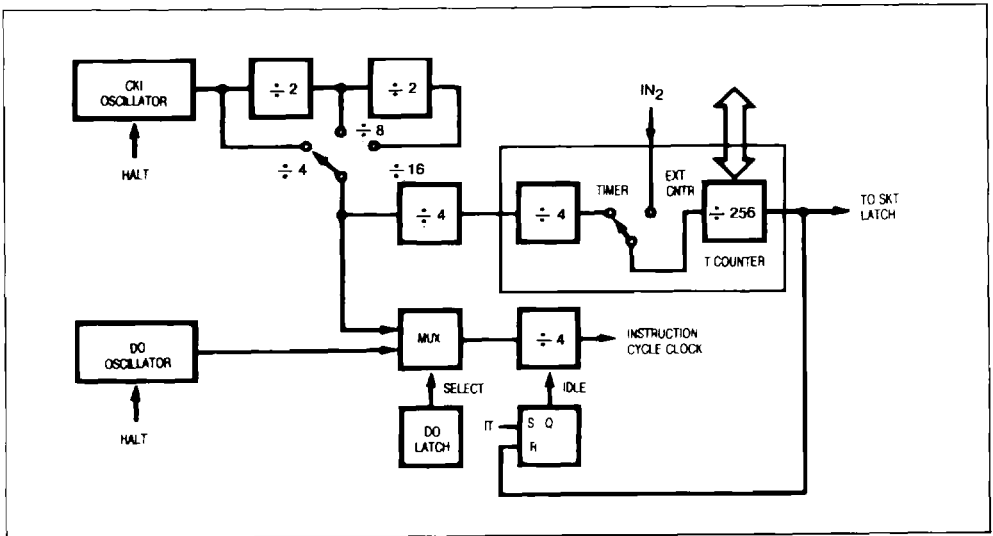 CKI
OSCILLATOR
÷ 2
÷ 2
HALT
÷ 4
÷ 8
÷ 16
÷ 4
÷ 4
TIMER
IN2
EXT
CNTR
÷ 256
T COUNTER
TO SKT
LATCH
DO
OSCILLATOR
HALT
MUX
SELECT
DO
LATCH
÷ 4
INSTRUCTION
CYCLE CLOCK
IDLE
IT
S Q
R